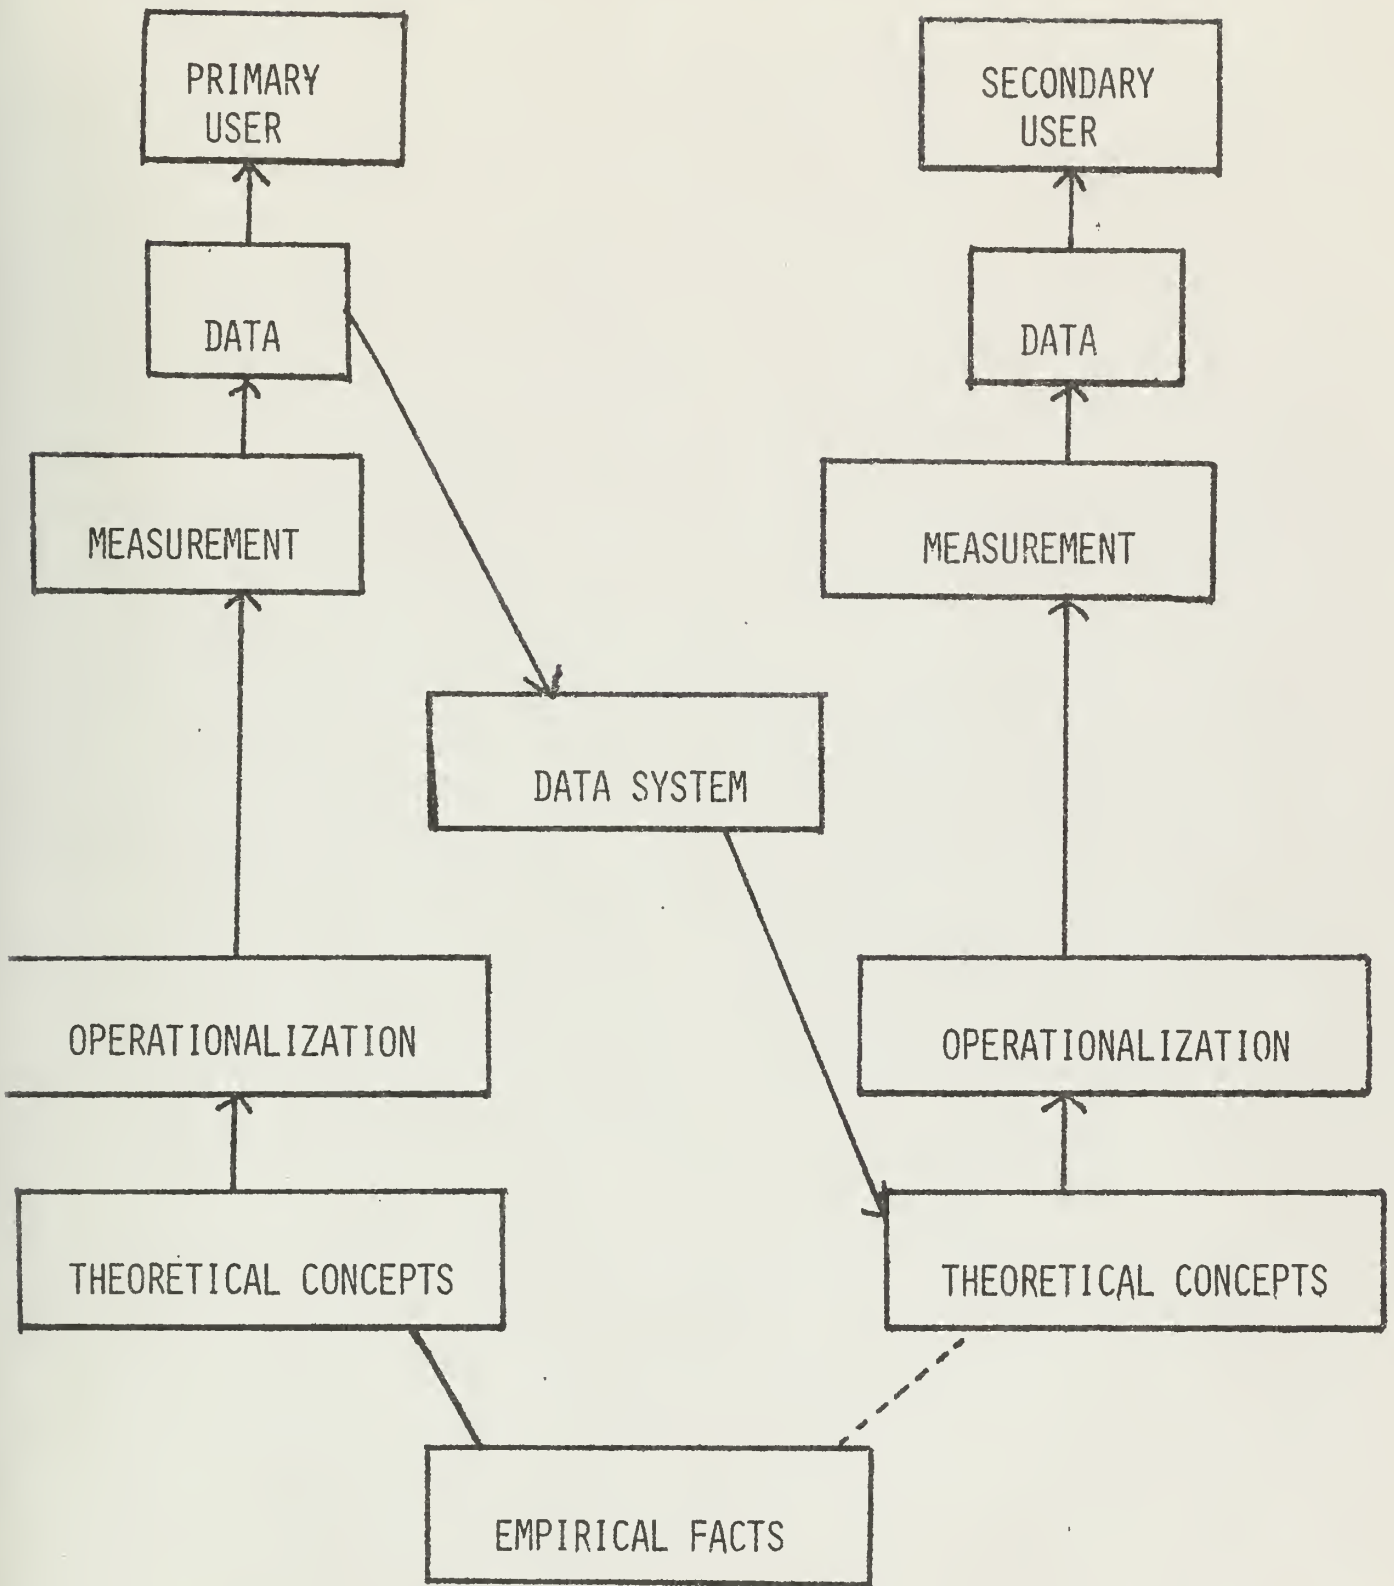 PRIMARY
USER
SECONDARY
USER
DATA
DATA
MEASUREMENT
MEASUREMENT
DATA SYSTEM
OPERATIONALIZATION
OPERATIONALIZATION
THEORETICAL CONCEPTS
THEORETICAL CONCEPTS
EMPIRICAL FACTS